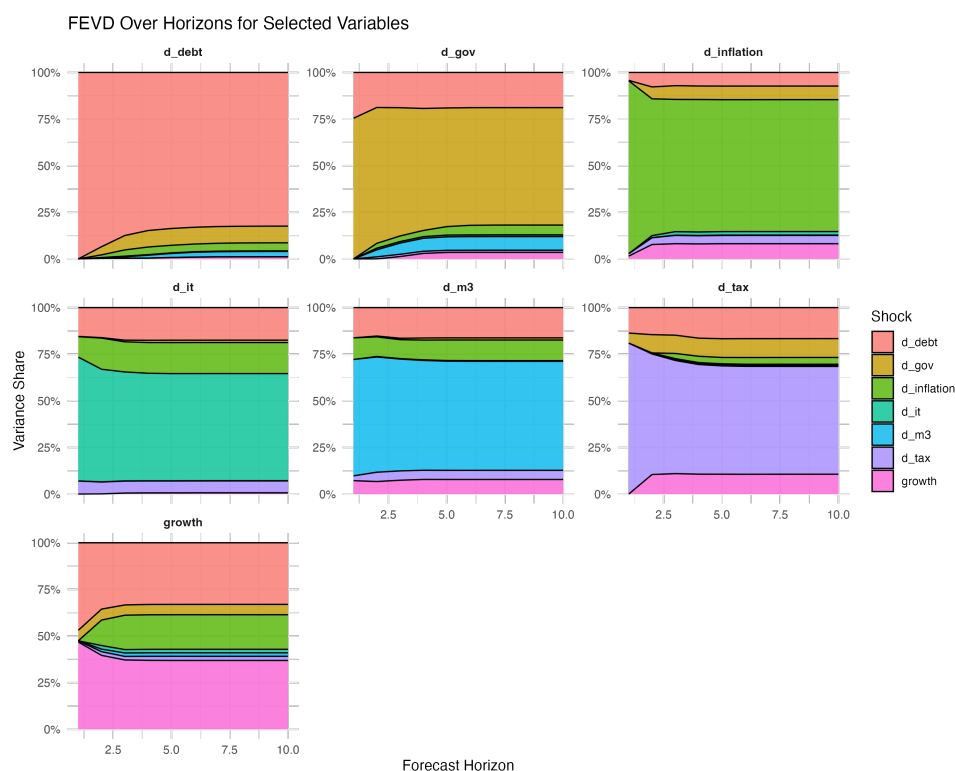 FEVD Over Horizons for Selected Variables
d_debt
d_gov
d_inflation
100%
75%
50%
25%
0%
100%
75%
50%
25%
0%
100%
75%
50%
25%
0%
d_it
d_m3
d_tax
100%
75%
50%
25%
0%
100%
75%
50%
25%
0%
100%
75%
50%
25%
0%
2.5 5.0 7.5 10.0
2.5 5.0 7.5 10.0
growth
100%
75%
50%
25%
0%
2.5 5.0 7.5 10.0
Variance Share
Forecast Horizon
Shock
d_debt
d_gov
d_inflation
d_it
d_m3
d_tax
growth